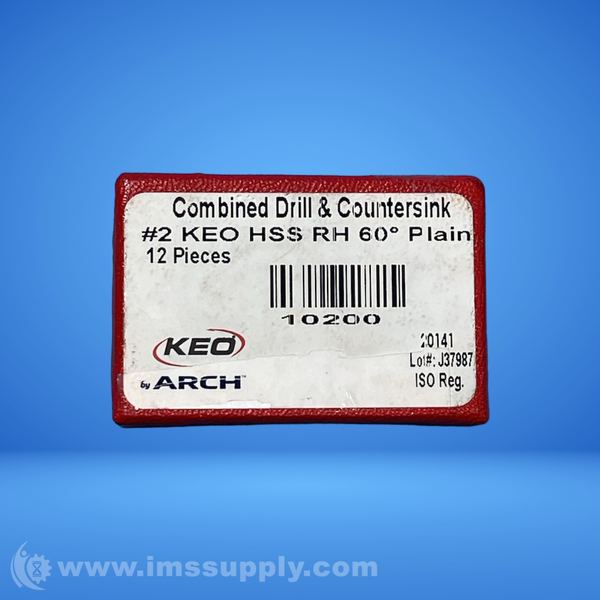 Combined Drill & Countersink
#2 KEO HSS RH 60° Plain
12 Pieces
10200
KEO
by ARCH™
20141
Lot#: J37987
ISO Reg.
www.imssupply.com